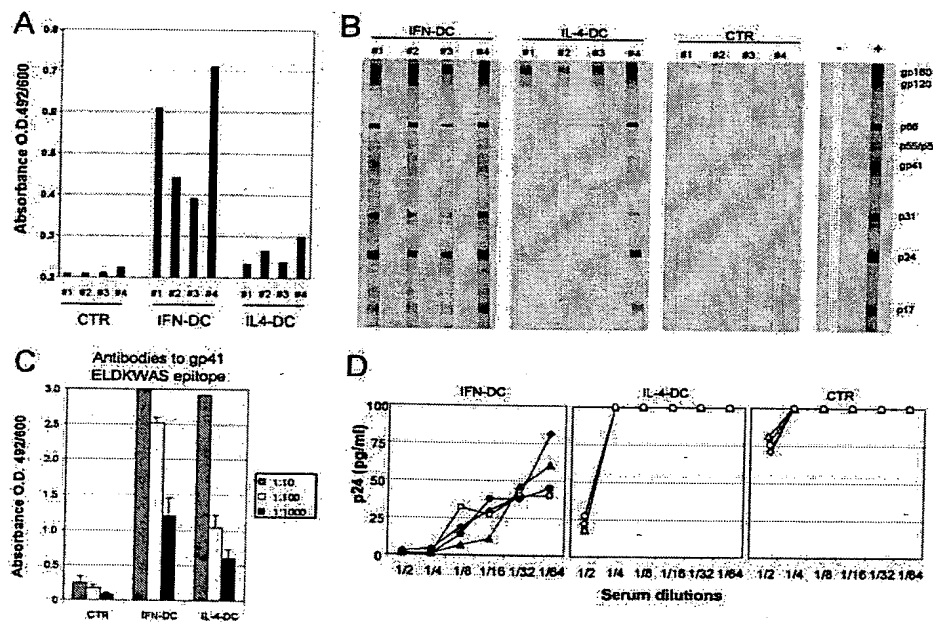 A
Absorbance O.D.492/600
0.8
0.7
0.6
0.5
0.4
0.3
0.2
#1 #2 #3 #4
CTR
#1 #2 #3 #4
IFN-DC
#1 #2 #3 #4
IL4-DC
B
IFN-DC
#1 #2 #3 #4
IL-4-DC
#1 #2 #3 #4
CTR
#1 #2 #3 #4
- +
gp160
gp120
p66
p55/p5
gp41
p31
p24
p17
C
Antibodies to gp41
ELDKWAS epitope
Absorbance O.D. 492/600
3.0
2.5
2.0
1.5
1.0
0.5
0.0
CTR IFN-DC IL-4-DC
1:10
1:100
1:1000
D
IFN-DC IL-4-DC CTR
p24 (pg/ml)
100
75
50
25
0
1/2 1/4 1/8 1/16 1/32 1/64
1/2 1/4 1/8 1/16 1/32 1/64
1/2 1/4 1/8 1/16 1/32 1/64
Serum dilutions